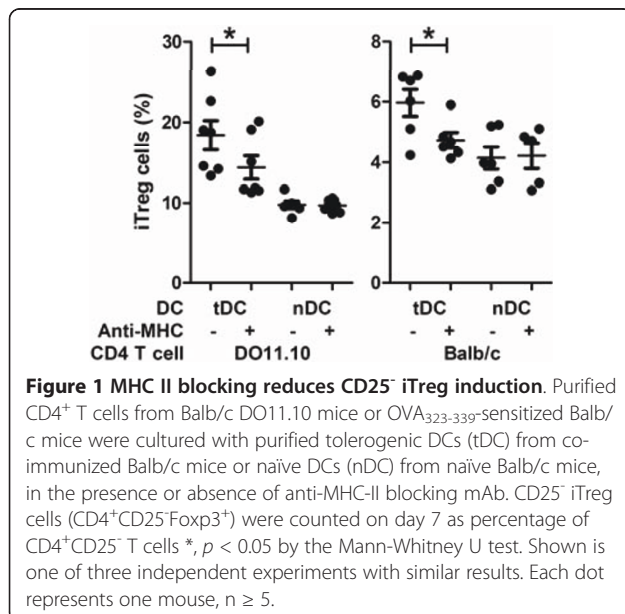 * *
30 8
20 6
iTreg cells (%) 4
10 2
0 0
DC tDC nDC tDC nDC
Anti-MHC - + - + - + - +
CD4 T cell DO11.10 Balb/c
Figure 1 MHC II blocking reduces CD25⁻ iTreg induction. Purified
CD4⁺ T cells from Balb/c DO11.10 mice or OVA₃₂₃₋₃₃₉-sensitized Balb/
c mice were cultured with purified tolerogenic DCs (tDC) from co-
immunized Balb/c mice or naïve DCs (nDC) from naïve Balb/c mice,
in the presence or absence of anti-MHC-II blocking mAb. CD25⁻ iTreg
cells (CD4⁺CD25⁻Foxp3⁺) were counted on day 7 as percentage of
CD4⁺CD25⁻ T cells *, p < 0.05 by the Mann-Whitney U test. Shown is
one of three independent experiments with similar results. Each dot
represents one mouse, n ≥ 5.